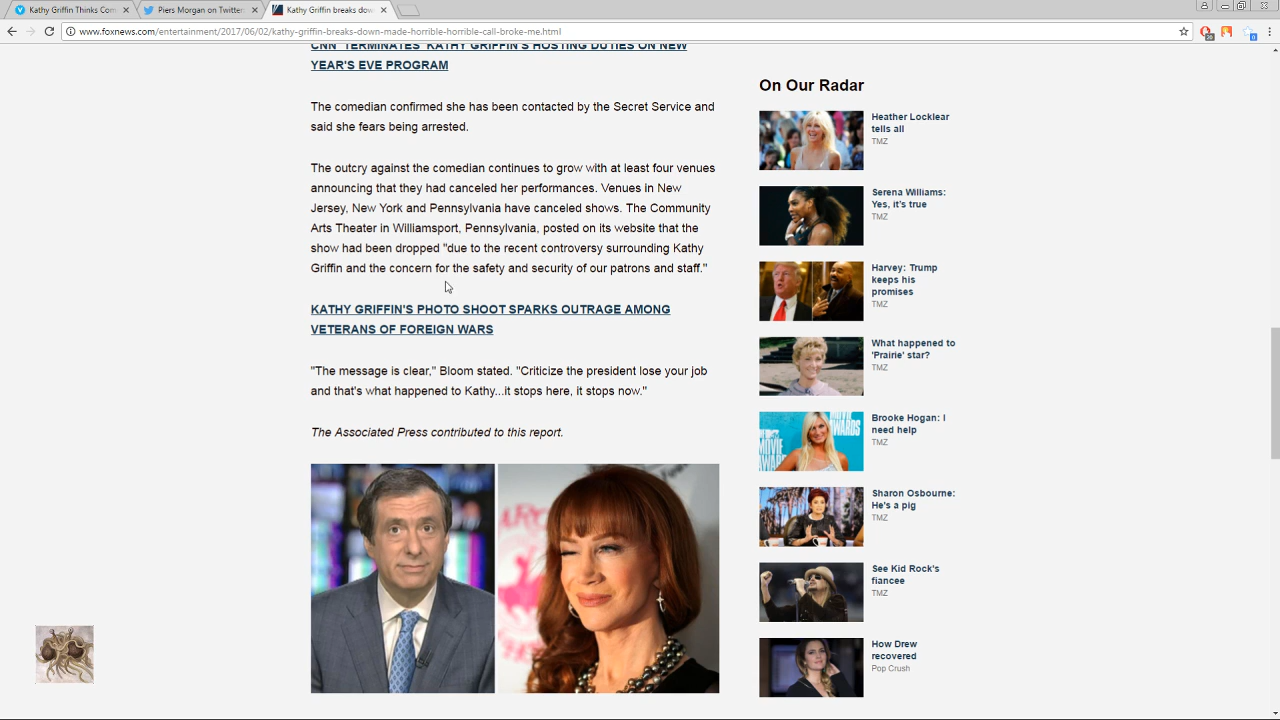 Kathy Griffin Thinks Com
Piers Morgan on Twitter:
Kathy Griffin breaks dow
www.foxnews.com/entertainment/2017/06/02/kathy-griffin-breaks-down-made-horrible-horrible-call-broke-me.html
CNN 'TERMINATES' KATHY GRIFFIN'S HOSTING DUTIES ON NEW
YEAR'S EVE PROGRAM
The comedian confirmed she has been contacted by the Secret Service and
said she fears being arrested.
The outcry against the comedian continues to grow with at least four venues
announcing that they had canceled her performances. Venues in New
Jersey, New York and Pennsylvania have canceled shows. The Community
Arts Theater in Williamsport, Pennsylvania, posted on its website that the
show had been dropped "due to the recent controversy surrounding Kathy
Griffin and the concern for the safety and security of our patrons and staff."
KATHY GRIFFIN'S PHOTO SHOOT SPARKS OUTRAGE AMONG
VETERANS OF FOREIGN WARS
"The message is clear," Bloom stated. "Criticize the president lose your job
and that's what happened to Kathy...it stops here, it stops now."
The Associated Press contributed to this report.
On Our Radar
Heather Locklear
tells all
TMZ
Serena Williams:
Yes, it's true
TMZ
Harvey: Trump
keeps his
promises
TMZ
What happened to
'Prairie' star?
TMZ
Brooke Hogan: I
need help
TMZ
Sharon Osbourne:
He's a pig
TMZ
See Kid Rock's
fiancee
TMZ
How Drew
recovered
Pop Crush